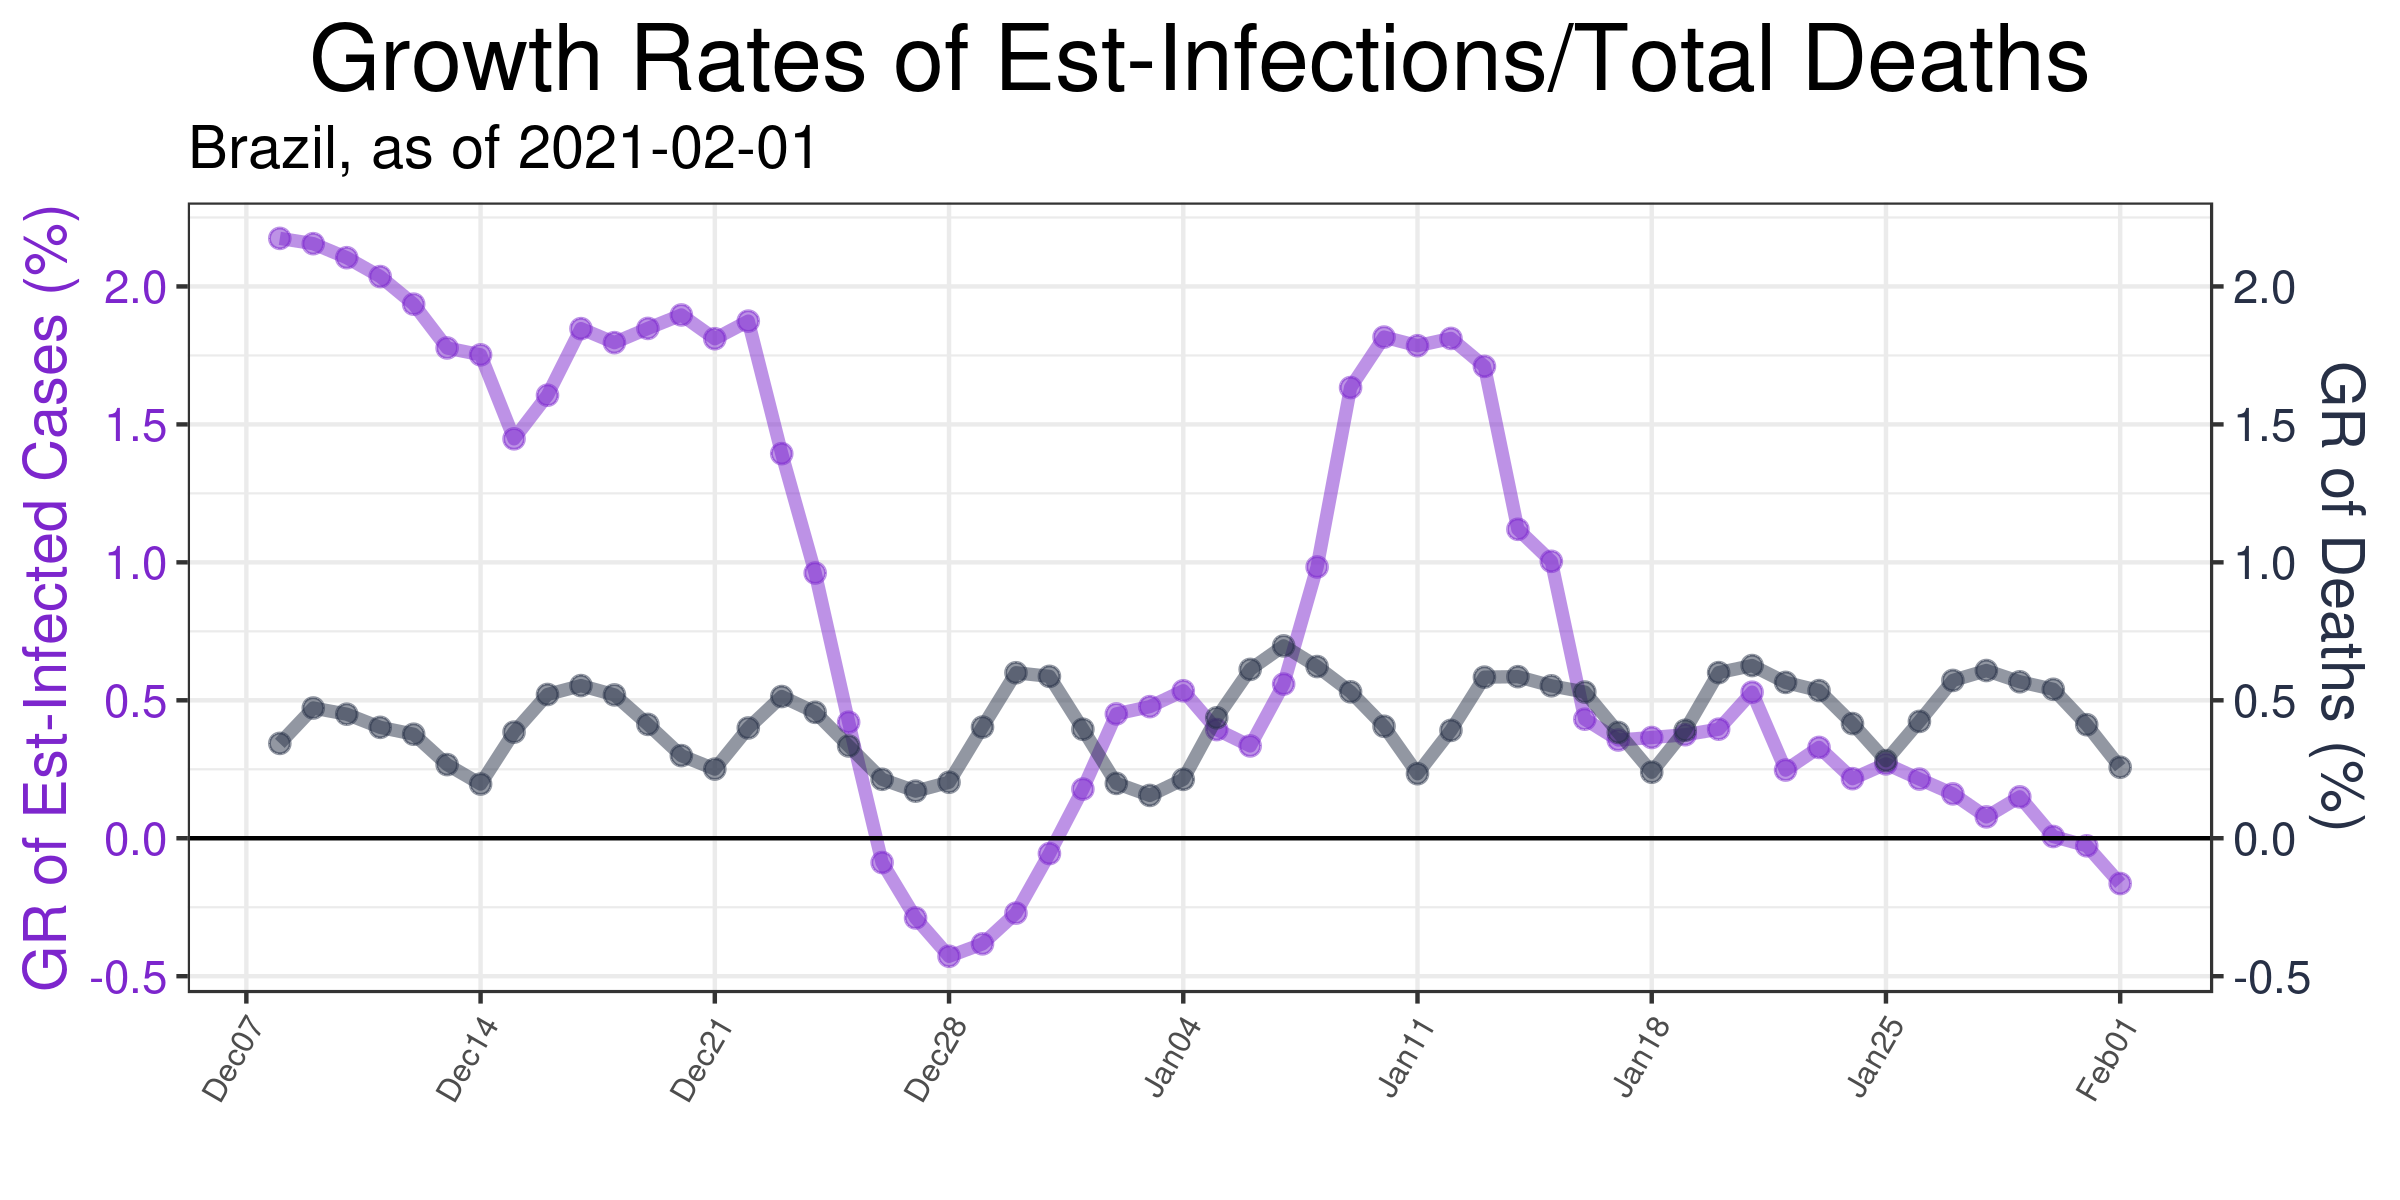 Growth Rates of Est-Infections/Total Deaths
Brazil, as of 2021-02-01
GR of Est-Infected Cases (%)
2.0
1.5
1.0
0.5
0.0
-0.5
2.0
1.5
1.0
0.5
0.0
-0.5
GR of Deaths (%)
Dec07
Dec14
Dec21
Dec28
Jan04
Jan11
Jan18
Jan25
Feb01